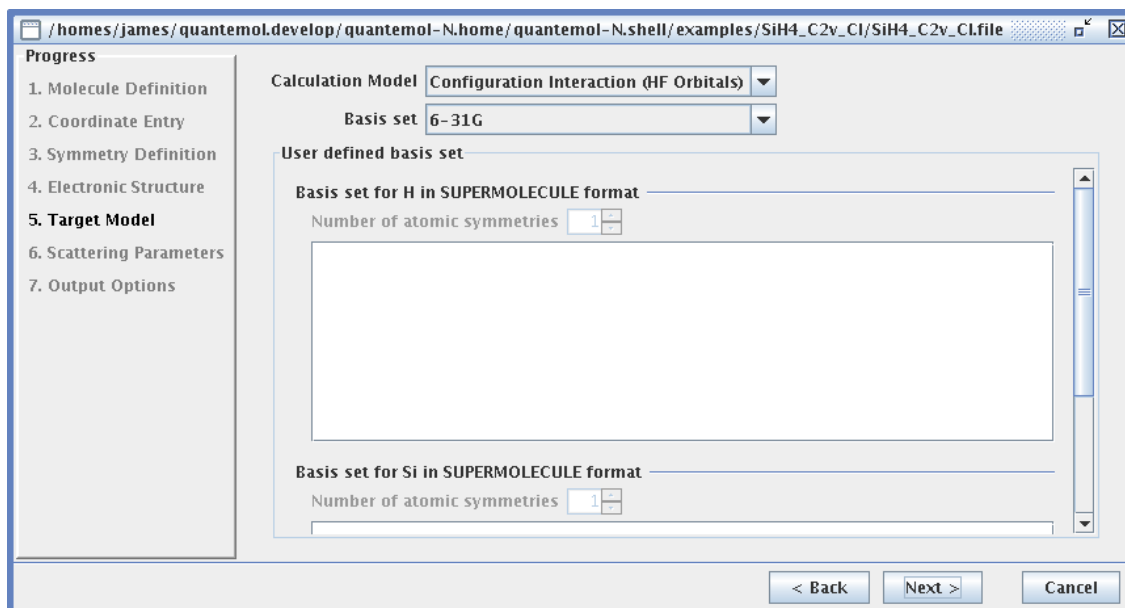 /homes/james/quantemol.develop/quantemol-N.home/quantemol-N.shell/examples/SiH4_C2v_CI/SiH4_C2v_CI.file
Progress
1. Molecule Definition
2. Coordinate Entry
3. Symmetry Definition
4. Electronic Structure
5. Target Model
6. Scattering Parameters
7. Output Options
Calculation Model Configuration Interaction (HF Orbitals)
Basis set 6-31G
User defined basis set
Basis set for H in SUPERMOLECULE format
Number of atomic symmetries 1
Basis set for Si in SUPERMOLECULE format
Number of atomic symmetries 1
< Back Next > Cancel